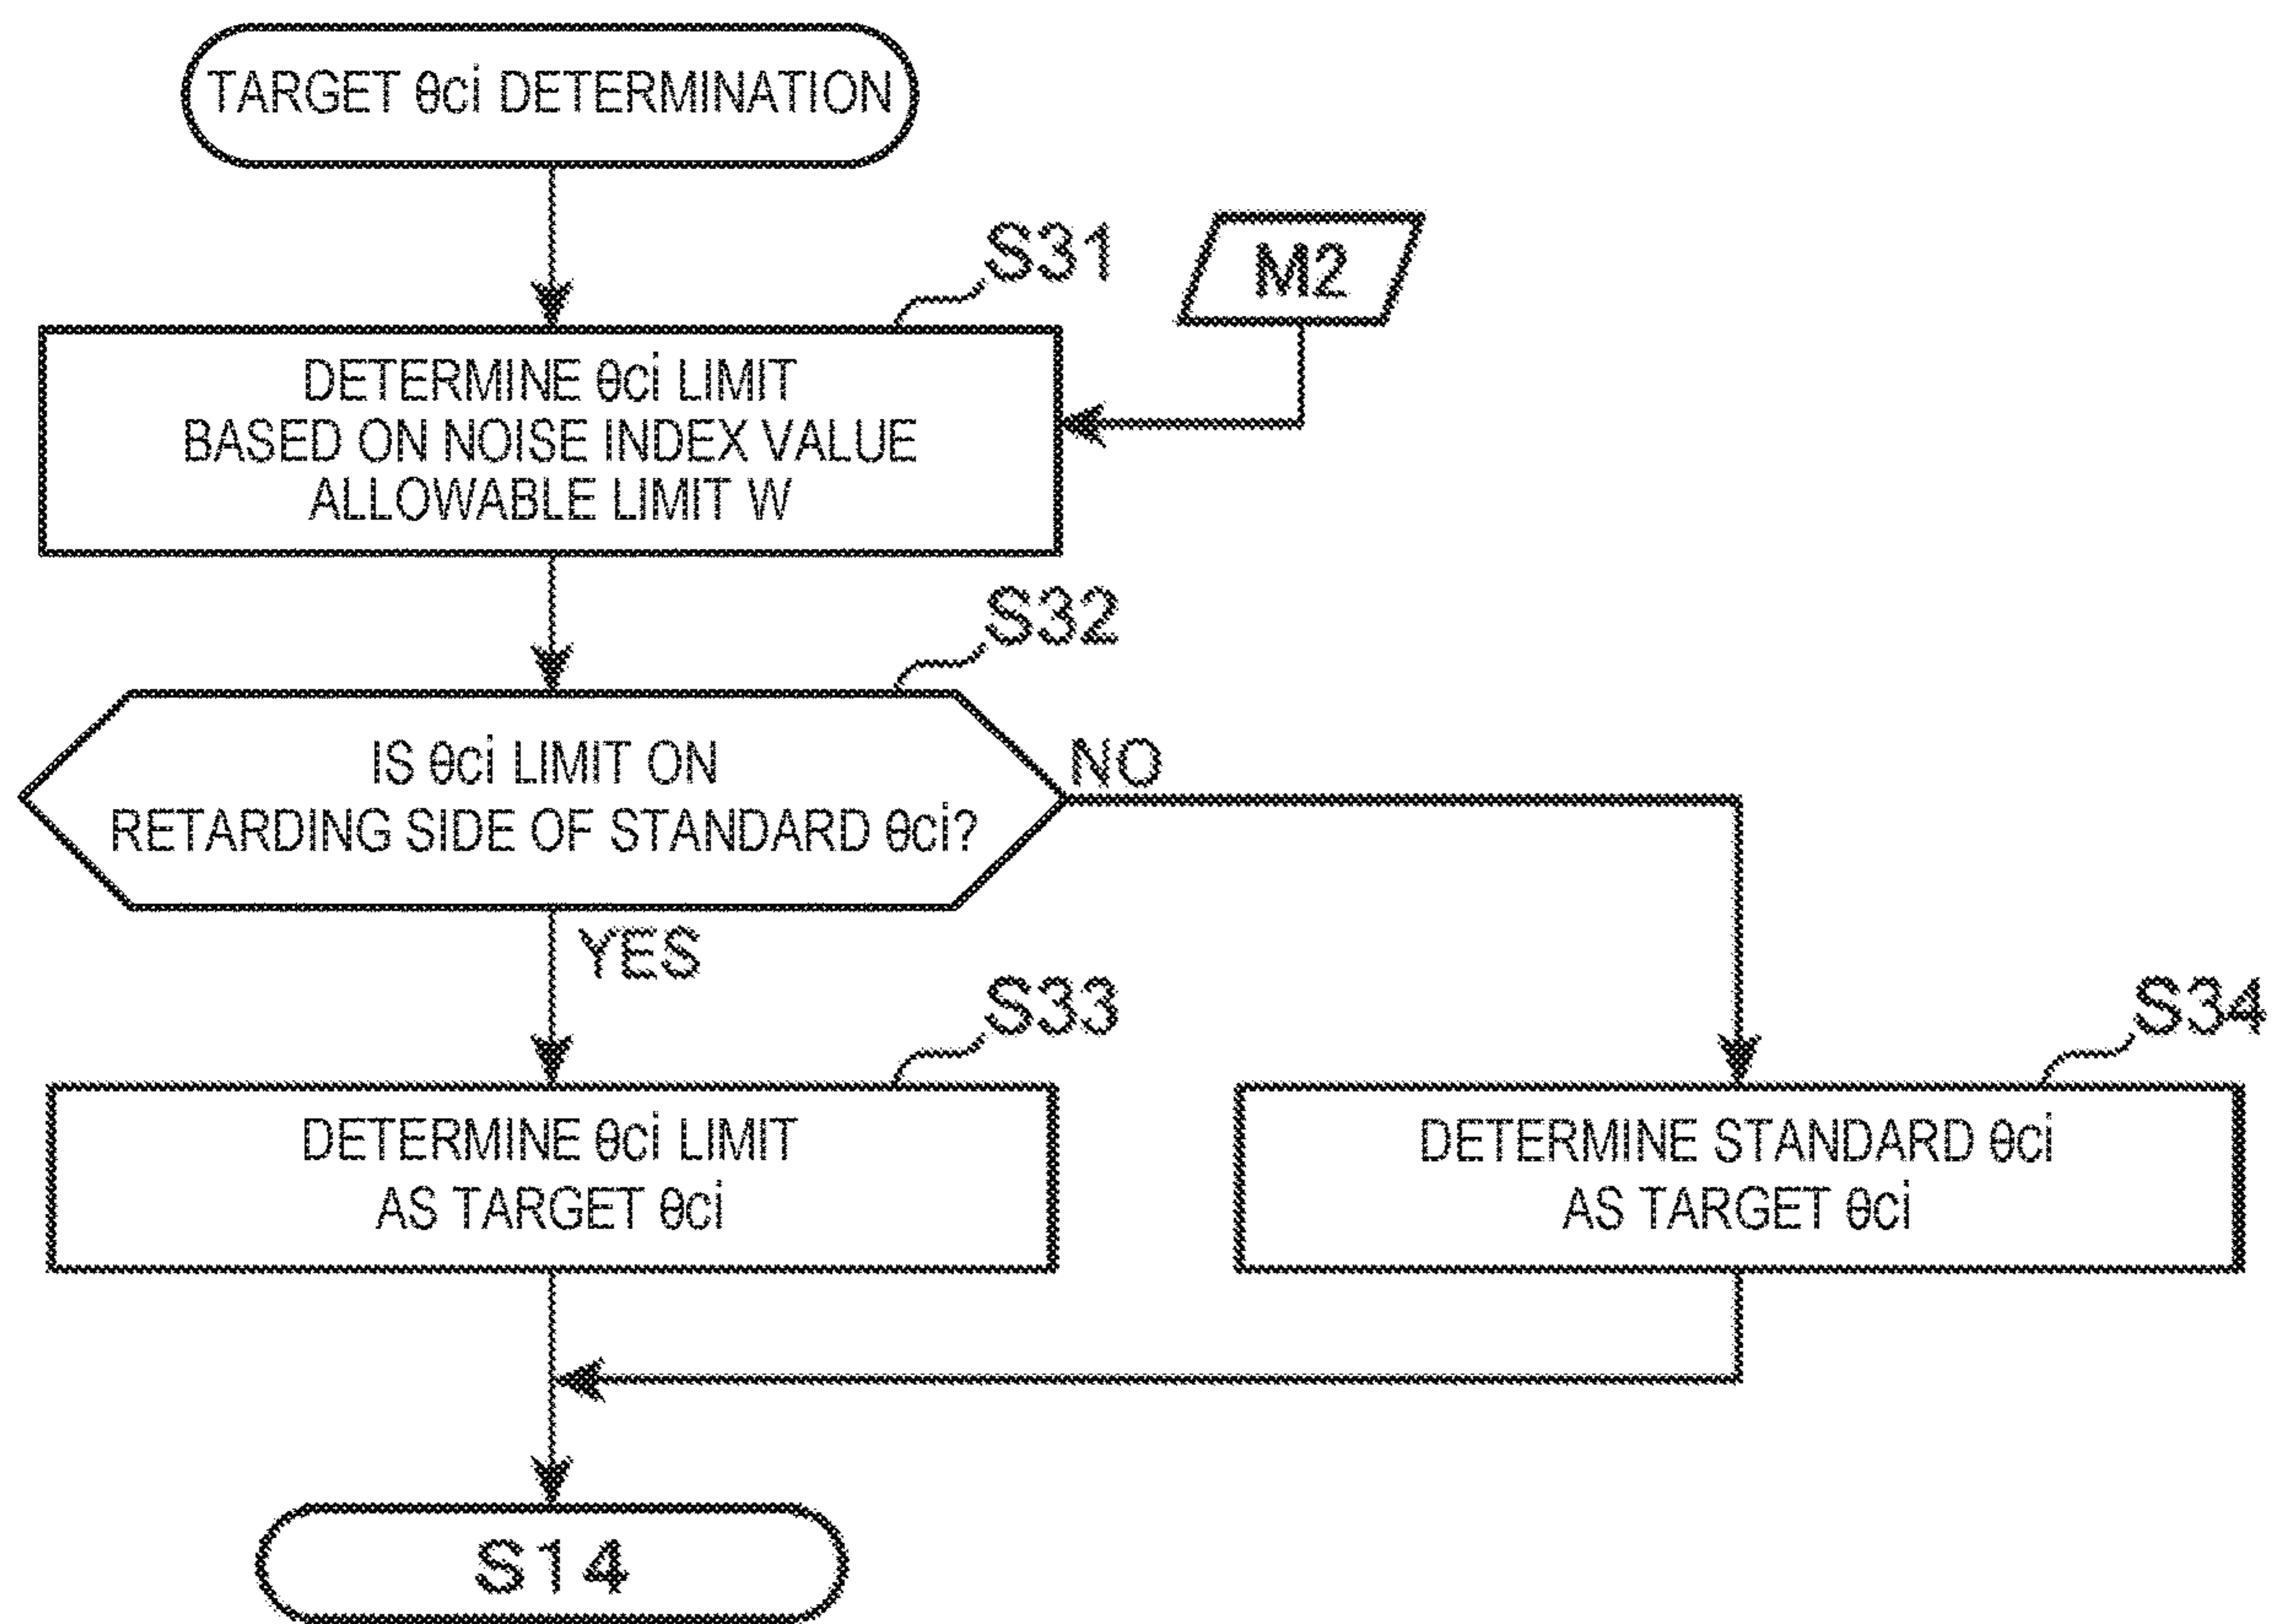 TARGET θci DETERMINATION
S31
M2
DETERMINE θci LIMIT
BASED ON NOISE INDEX VALUE
ALLOWABLE LIMIT W
S32
IS θci LIMIT ON
RETARDING SIDE OF STANDARD θci?
NO
YES
S33
S34
DETERMINE θci LIMIT
AS TARGET θci
DETERMINE STANDARD θci
AS TARGET θci
S14